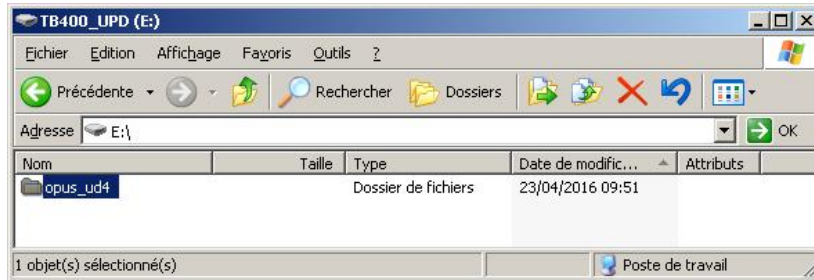 TB400_UPD (E:)
Fichier Edition Affichage Favoris Outils ?
Précédente Rechercher Dossiers
Adresse E:\ OK
Nom Taille Type Date de modific... Attributs
opus_ud4 Dossier de fichiers 23/04/2016 09:51
1 objet(s) sélectionné(s) Poste de travail